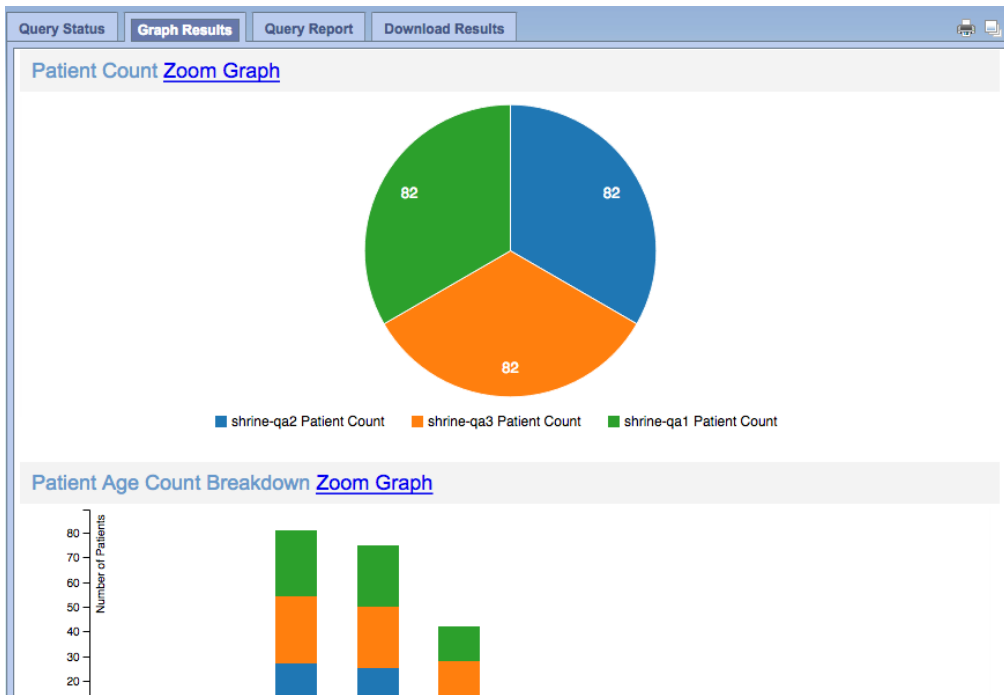 Query Status Graph Results Query Report Download Results
Patient Count Zoom Graph
82 82
82
shrine-qa2 Patient Count shrine-qa3 Patient Count shrine-qa1 Patient Count
Patient Age Count Breakdown Zoom Graph
Number of Patients
80
70
60
50
40
30
20